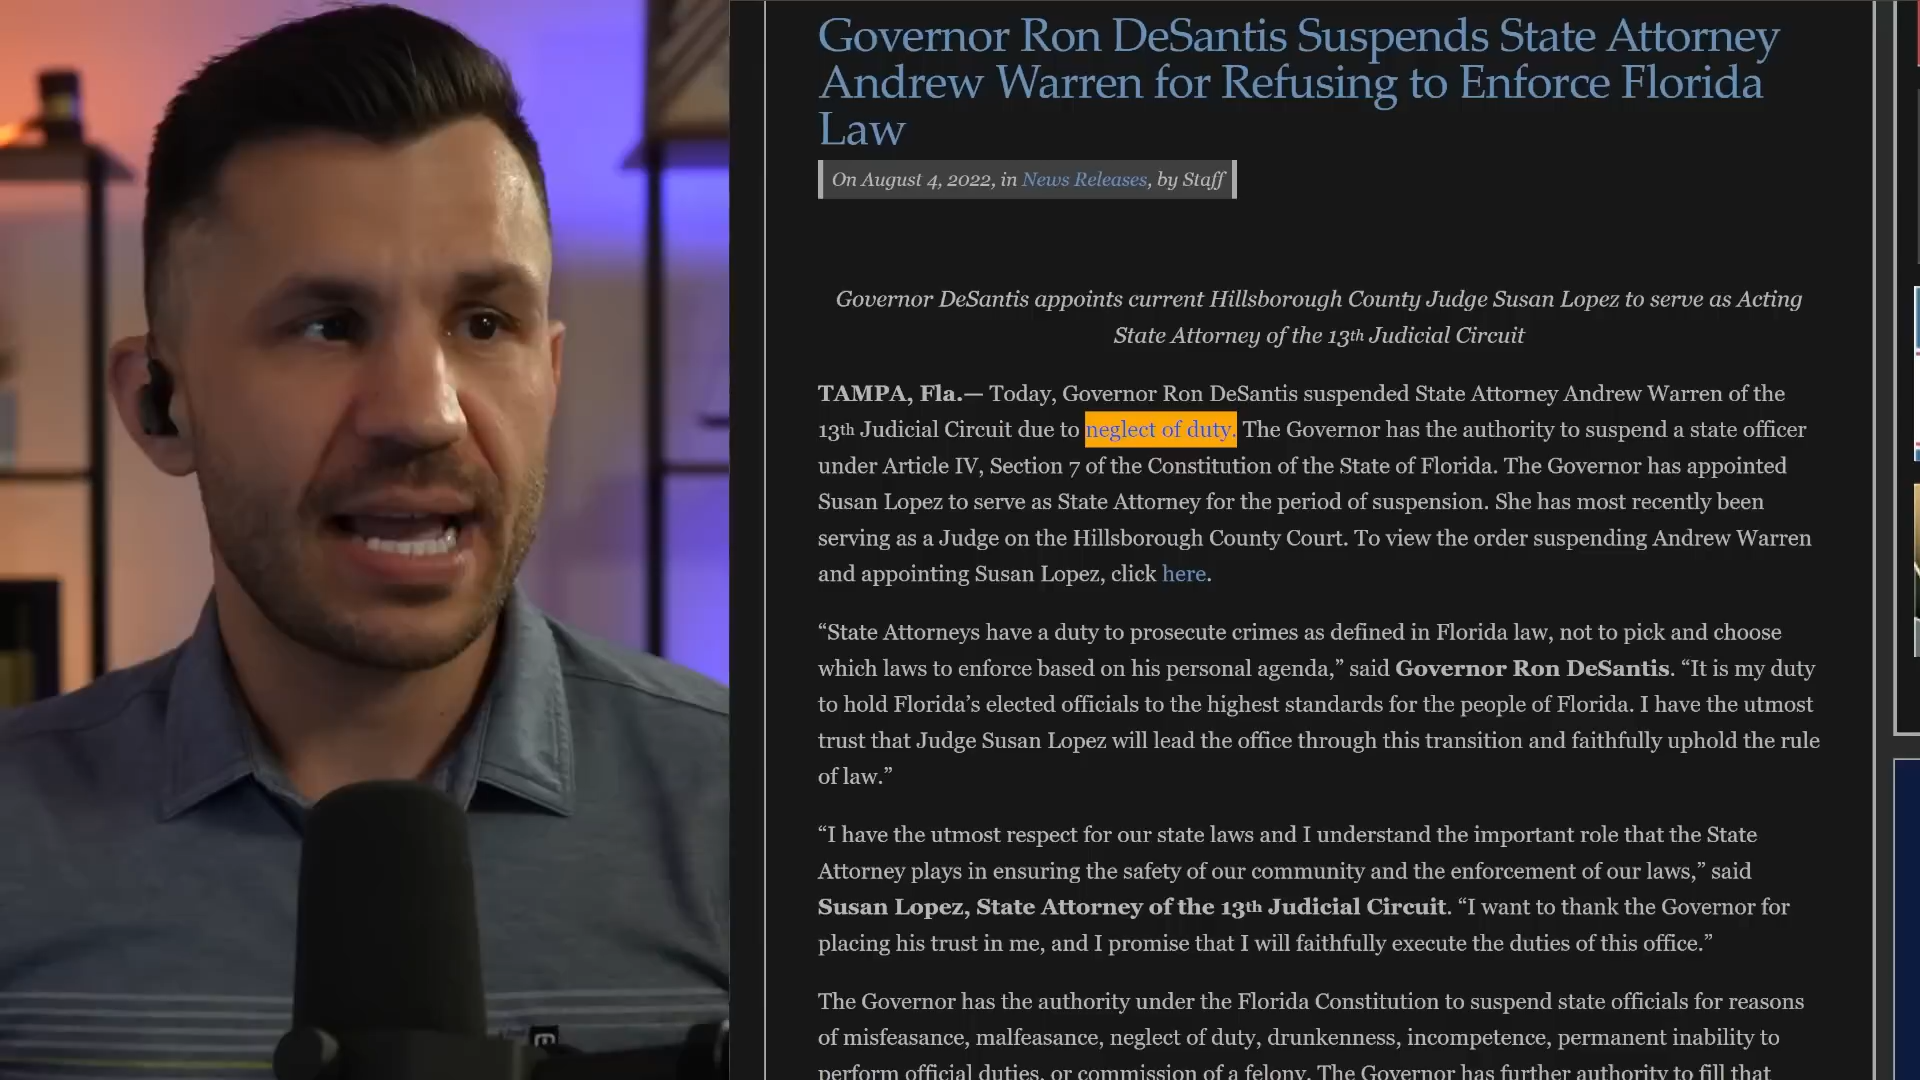 Governor Ron DeSantis Suspends State Attorney
Andrew Warren for Refusing to Enforce Florida
Law
On August 4, 2022, in News Releases, by Staff
Governor DeSantis appoints current Hillsborough County Judge Susan Lopez to serve as Acting
State Attorney of the 13th Judicial Circuit
TAMPA, Fla.— Today, Governor Ron DeSantis suspended State Attorney Andrew Warren of the
13th Judicial Circuit due to neglect of duty. The Governor has the authority to suspend a state officer
under Article IV, Section 7 of the Constitution of the State of Florida. The Governor has appointed
Susan Lopez to serve as State Attorney for the period of suspension. She has most recently been
serving as a Judge on the Hillsborough County Court. To view the order suspending Andrew Warren
and appointing Susan Lopez, click here.
“State Attorneys have a duty to prosecute crimes as defined in Florida law, not to pick and choose
which laws to enforce based on his personal agenda,” said Governor Ron DeSantis. “It is my duty
to hold Florida’s elected officials to the highest standards for the people of Florida. I have the utmost
trust that Judge Susan Lopez will lead the office through this transition and faithfully uphold the rule
of law.”
“I have the utmost respect for our state laws and I understand the important role that the State
Attorney plays in ensuring the safety of our community and the enforcement of our laws,” said
Susan Lopez, State Attorney of the 13th Judicial Circuit. “I want to thank the Governor for
placing his trust in me, and I promise that I will faithfully execute the duties of this office.”
The Governor has the authority under the Florida Constitution to suspend state officials for reasons
of misfeasance, malfeasance, neglect of duty, drunkenness, incompetence, permanent inability to
perform official duties, or commission of a felony. The Governor has further authority to fill that